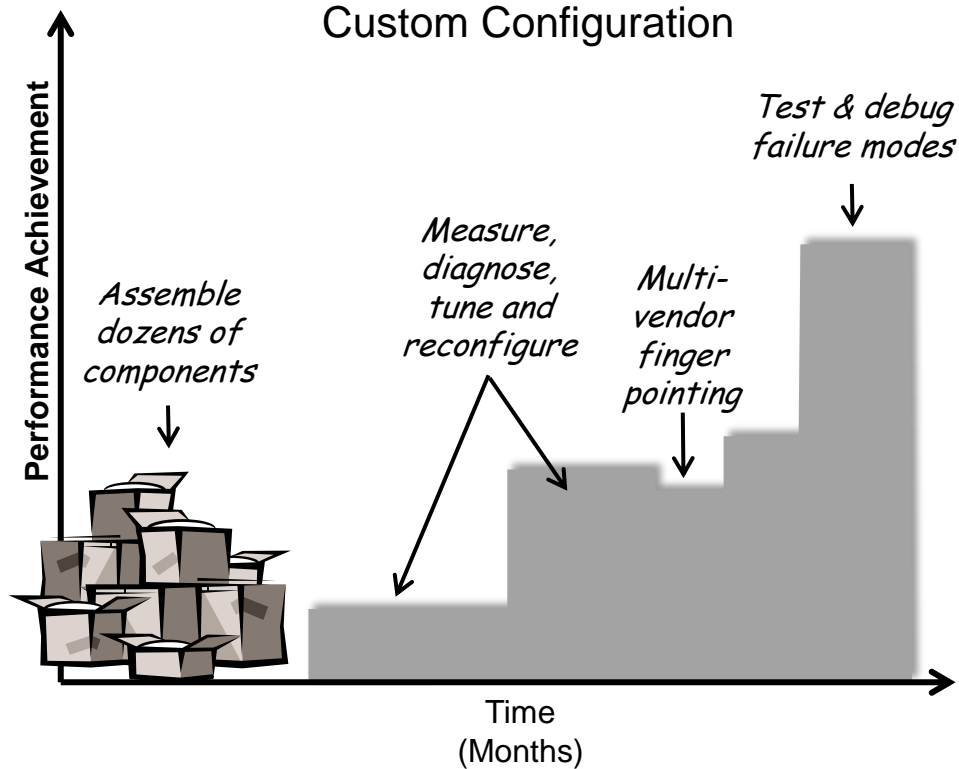 Custom Configuration
Performance Achievement
Assemble
dozens of
components
Measure,
diagnose,
tune and
reconfigure
Multi-
vendor
finger
pointing
Test & debug
failure modes
Time
(Months)